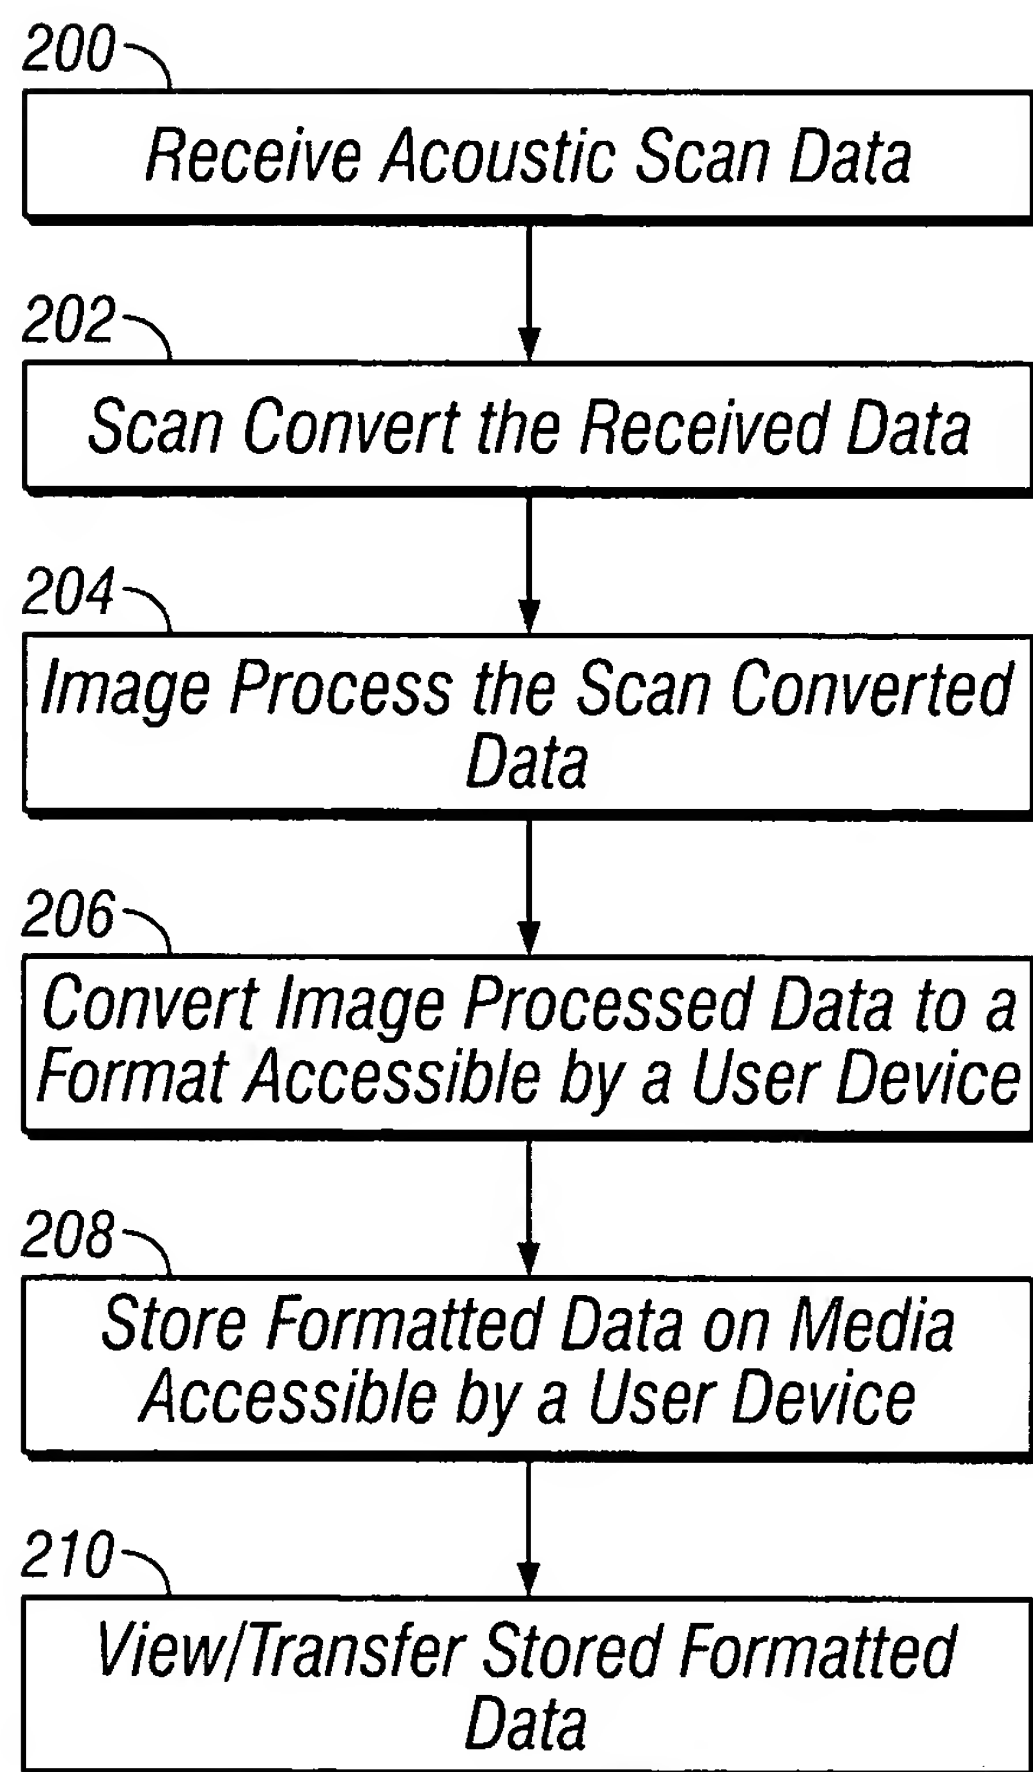 200
Receive Acoustic Scan Data
202
Scan Convert the Received Data
204
Image Process the Scan Converted
Data
206
Convert Image Processed Data to a
Format Accessible by a User Device
208
Store Formatted Data on Media
Accessible by a User Device
210
View/Transfer Stored Formatted
Data